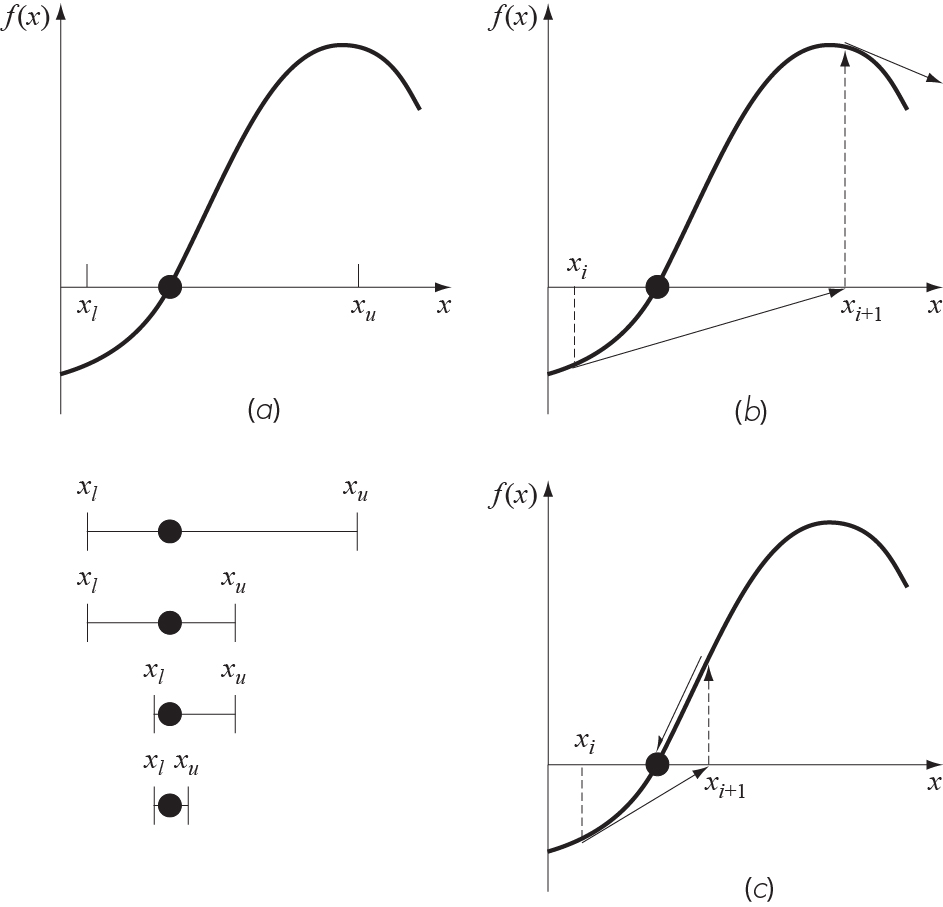 f(x)
x_l
x_u
x
(a)
f(x)
x_i
x_{i+1}
x
(b)
x_l x_u
x_l x_u
x_l x_u
x_l x_u
f(x)
x_i
x_{i+1}
x
(c)